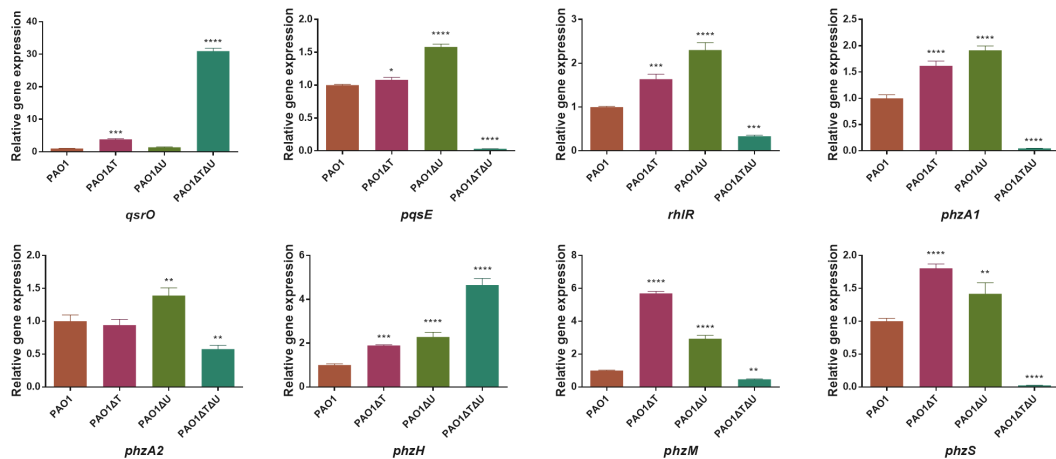 Relative gene expression
40
30
20
10
0
***
****
PAO1
PAO1ΔT
PAO1ΔU
PAO1ΔTΔU
qsrO
Relative gene expression
2.0
1.5
1.0
0.5
0.0
*
****
****
PAO1
PAO1ΔT
PAO1ΔU
PAO1ΔTΔU
pqsE
Relative gene expression
3
2
1
0
***
****
***
PAO1
PAO1ΔT
PAO1ΔU
PAO1ΔTΔU
rhlR
Relative gene expression
2.0
1.5
1.0
0.5
0.0
****
****
****
PAO1
PAO1ΔT
PAO1ΔU
PAO1ΔTΔU
phzA1
Relative gene expression
2.0
1.5
1.0
0.5
0.0
**
**
PAO1
PAO1ΔT
PAO1ΔU
PAO1ΔTΔU
phzA2
Relative gene expression
6
4
2
0
***
****
****
PAO1
PAO1ΔT
PAO1ΔU
PAO1ΔTΔU
phzH
Relative gene expression
8
6
4
2
0
****
****
**
PAO1
PAO1ΔT
PAO1ΔU
PAO1ΔTΔU
phzM
Relative gene expression
2.0
1.5
1.0
0.5
0.0
****
**
****
PAO1
PAO1ΔT
PAO1ΔU
PAO1ΔTΔU
phzS